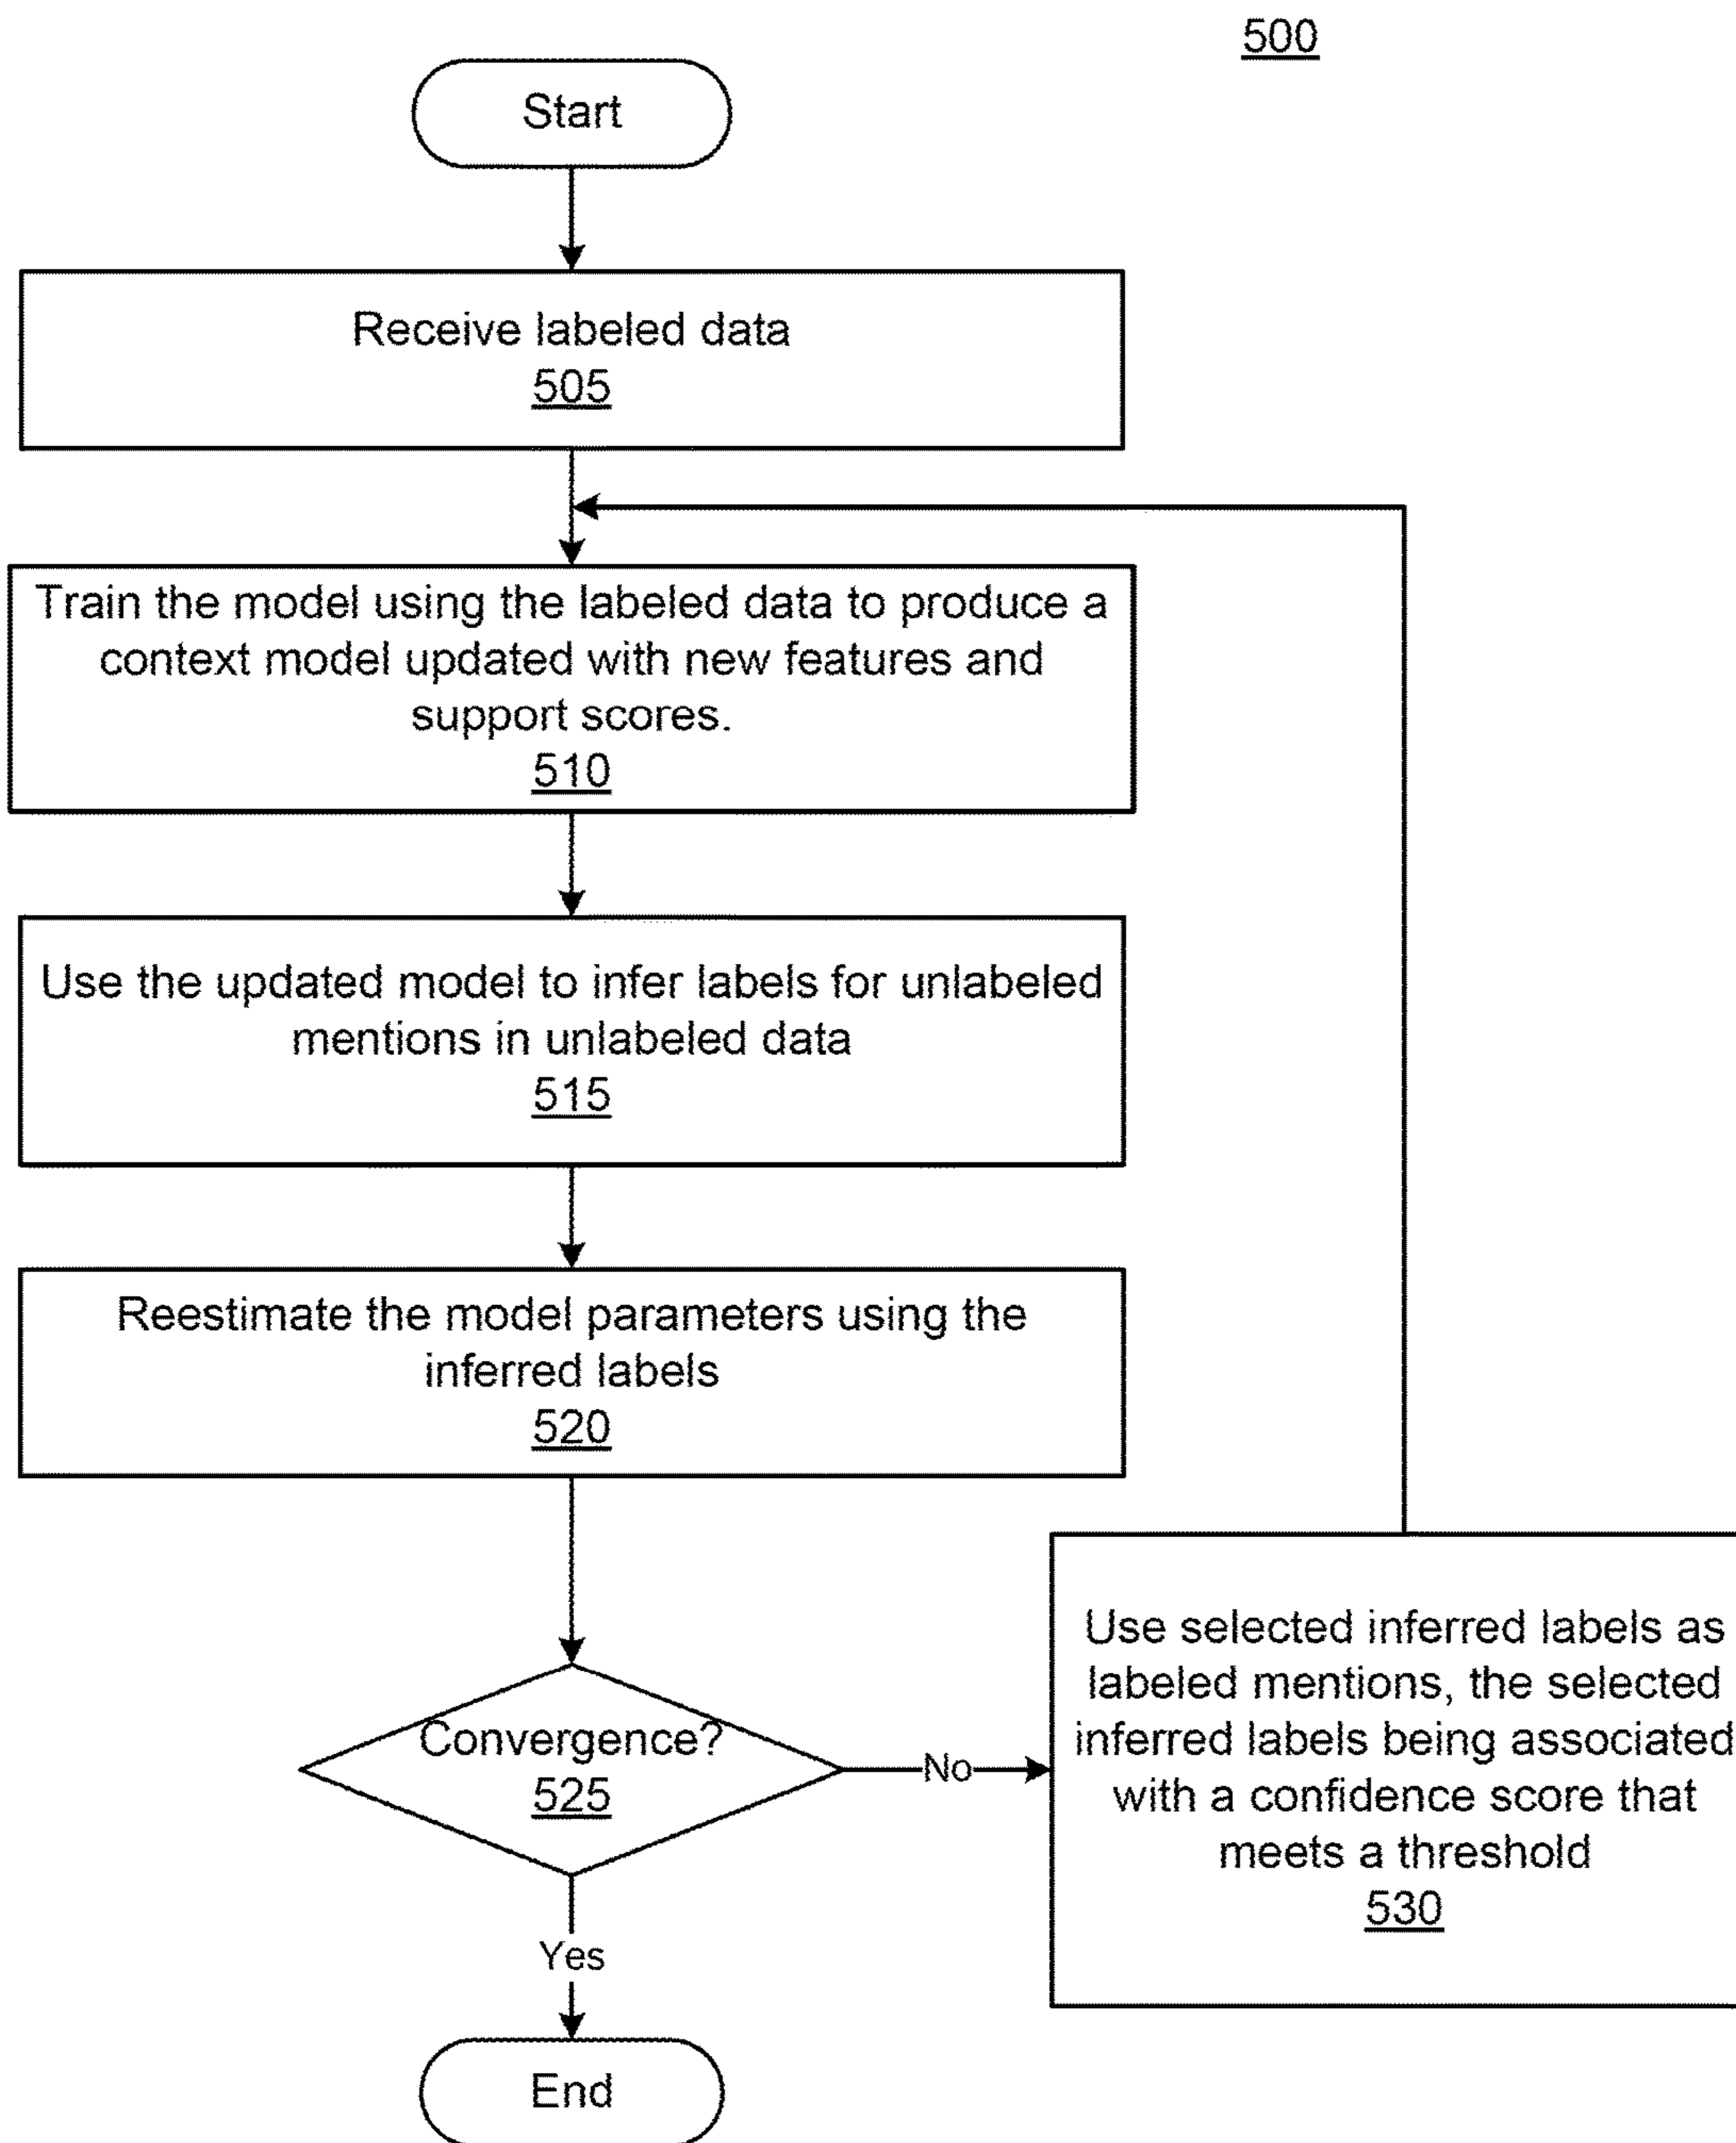 500
Start
Receive labeled data
505
Train the model using the labeled data to produce a
context model updated with new features and
support scores.
510
Use the updated model to infer labels for unlabeled
mentions in unlabeled data
515
Reestimate the model parameters using the
inferred labels
520
Convergence?
525
No
Use selected inferred labels as
labeled mentions, the selected
inferred labels being associated
with a confidence score that
meets a threshold
530
Yes
End